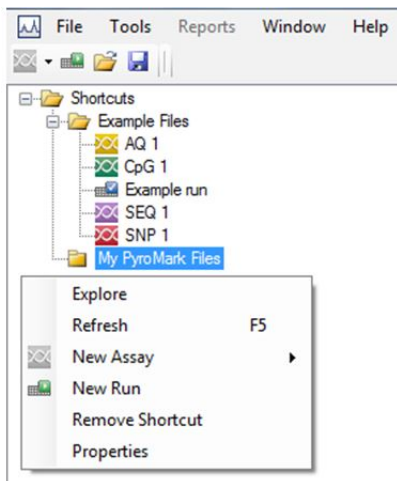 File Tools Reports Window Help
Shortcuts
Example Files
AQ 1
CpG 1
Example run
SEQ 1
SNP 1
My PyroMark Files
Explore
Refresh F5
New Assay
New Run
Remove Shortcut
Properties